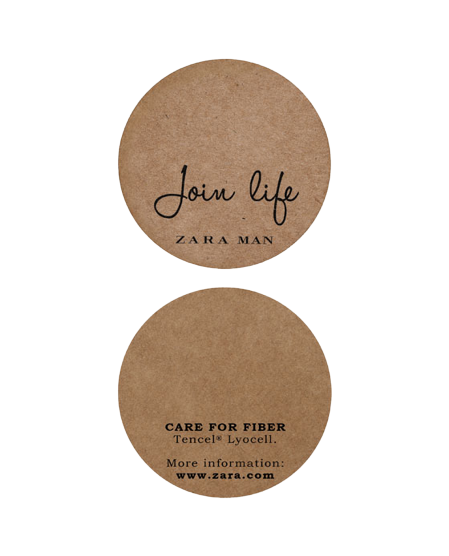 Join life
ZARA MAN
CARE FOR FIBER
Tencel® Lyocell.
More information:
www.zara.com